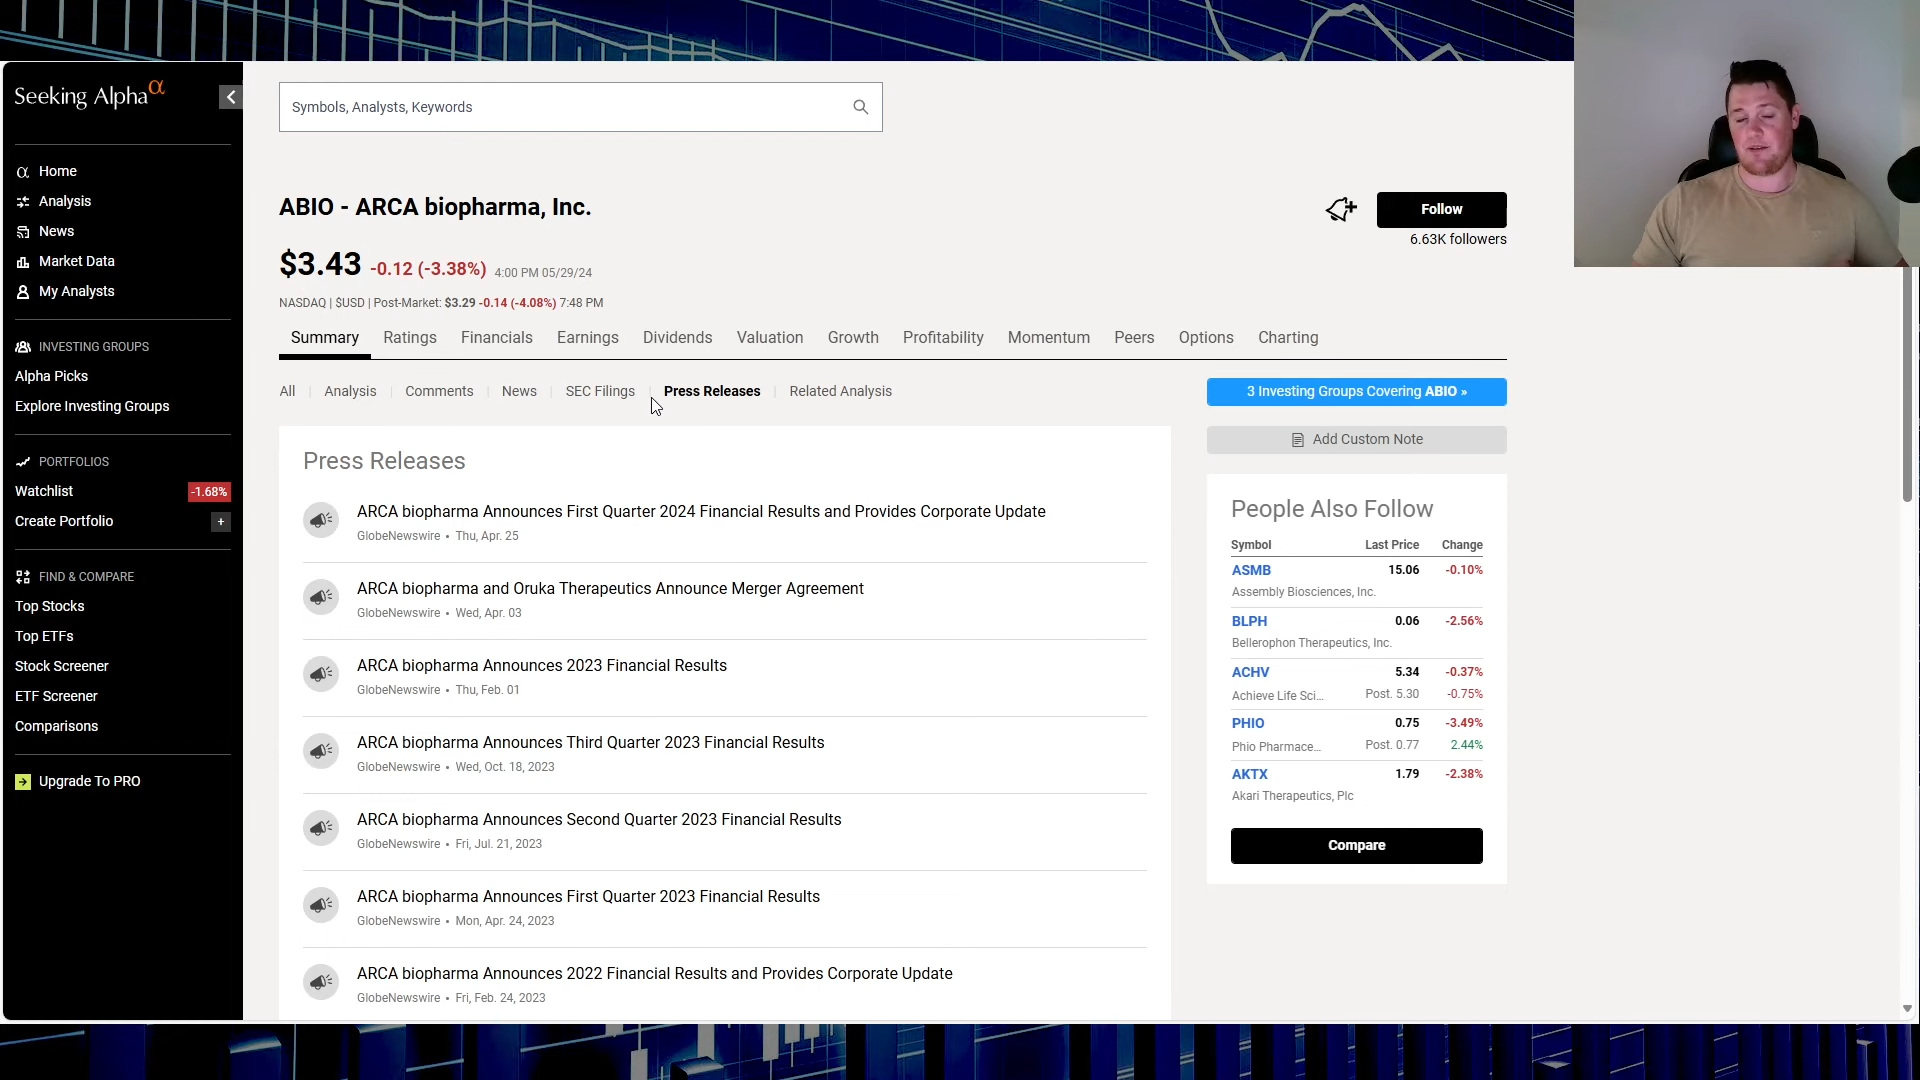 Seeking Alpha α
Symbols, Analysts, Keywords
Home
Analysis
News
Market Data
My Analysts
INVESTING GROUPS
Alpha Picks
Explore Investing Groups
PORTFOLIOS
Watchlist -1.68%
Create Portfolio +
FIND & COMPARE
Top Stocks
Top ETFs
Stock Screener
ETF Screener
Comparisons
Upgrade To PRO
ABIO - ARCA biopharma, Inc.
Follow
6.63K followers
$3.43 -0.12 (-3.38%) 4:00 PM 05/29/24
NASDAQ | $USD | Post-Market: $3.29 -0.14 (-4.08%) 7:48 PM
Summary Ratings Financials Earnings Dividends Valuation Growth Profitability Momentum Peers Options Charting
All | Analysis | Comments | News | SEC Filings | Press Releases | Related Analysis
Press Releases
ARCA biopharma Announces First Quarter 2024 Financial Results and Provides Corporate Update
GlobeNewswire • Thu, Apr. 25
ARCA biopharma and Oruka Therapeutics Announce Merger Agreement
GlobeNewswire • Wed, Apr. 03
ARCA biopharma Announces 2023 Financial Results
GlobeNewswire • Thu, Feb. 01
ARCA biopharma Announces Third Quarter 2023 Financial Results
GlobeNewswire • Wed, Oct. 18, 2023
ARCA biopharma Announces Second Quarter 2023 Financial Results
GlobeNewswire • Fri, Jul. 21, 2023
ARCA biopharma Announces First Quarter 2023 Financial Results
GlobeNewswire • Mon, Apr. 24, 2023
ARCA biopharma Announces 2022 Financial Results and Provides Corporate Update
GlobeNewswire • Fri, Feb. 24, 2023
3 Investing Groups Covering ABIO »
Add Custom Note
People Also Follow
Symbol Last Price Change
ASMB 15.06 -0.10%
Assembly Biosciences, Inc.
BLPH 0.06 -2.56%
Bellerophon Therapeutics, Inc.
ACHV 5.34 -0.37%
Achieve Life Sci... Post. 5.30 -0.75%
PHIO 0.75 -3.49%
Phio Pharmace... Post. 0.77 2.44%
AKTX 1.79 -2.38%
Akari Therapeutics, Plc
Compare